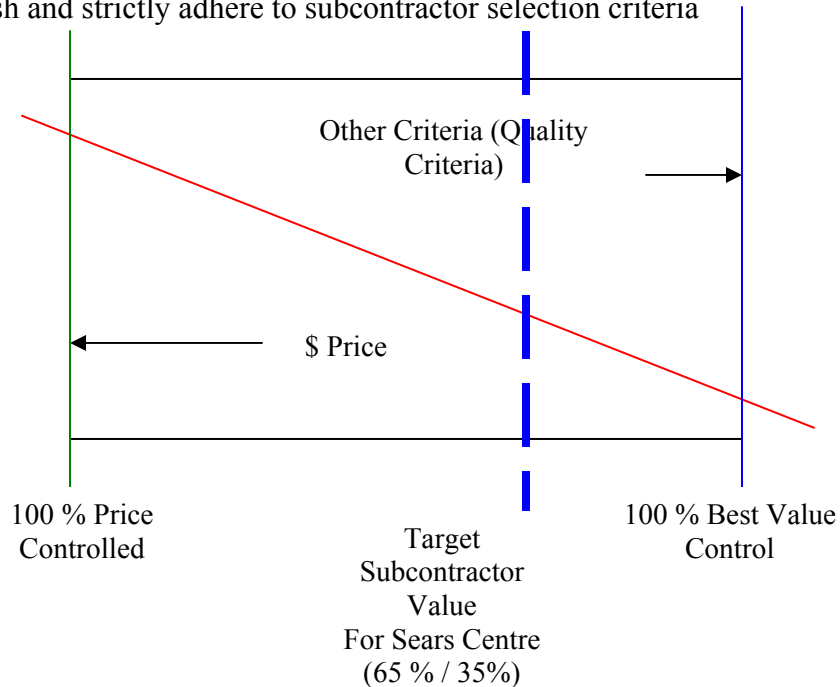 and strictly adhere to subcontractor selection criteria
Other Criteria (Quality
Criteria)
$ Price
100 % Price
Controlled
Target
Subcontractor
Value
For Sears Centre
(65 % / 35%)
100 % Best Value
Control